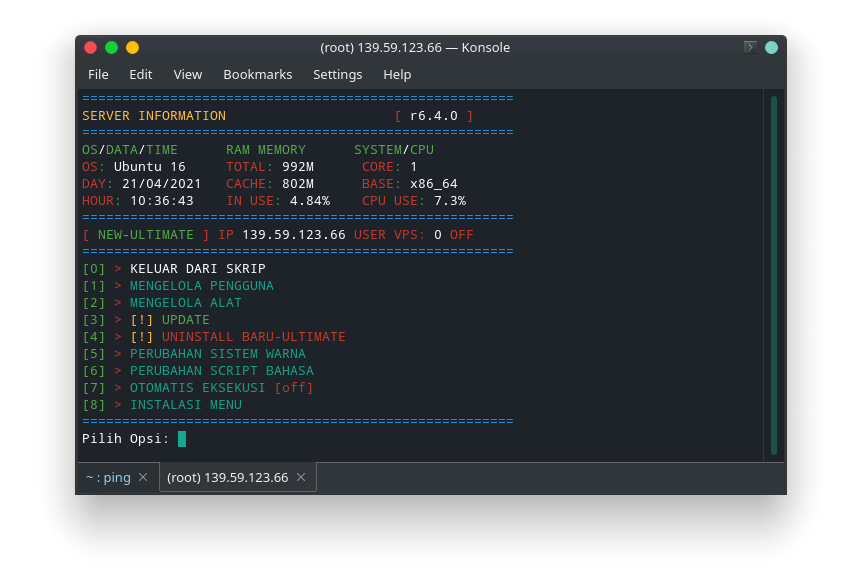 (root) 139.59.123.66 — Konsole
File Edit View Bookmarks Settings Help
======================================================
SERVER INFORMATION [ r6.4.0 ]
======================================================
OS/DATA/TIME RAM MEMORY SYSTEM/CPU
OS: Ubuntu 16 TOTAL: 992M CORE: 1
DAY: 21/04/2021 CACHE: 802M BASE: x86_64
HOUR: 10:36:43 IN USE: 4.84% CPU USE: 7.3%
======================================================
[ NEW-ULTIMATE ] IP 139.59.123.66 USER VPS: 0 OFF
======================================================
[0] > KELUAR DARI SKRIP
[1] > MENGELOLA PENGGUNA
[2] > MENGELOLA ALAT
[3] > [!] UPDATE
[4] > [!] UNINSTALL BARU-ULTIMATE
[5] > PERUBAHAN SISTEM WARNA
[6] > PERUBAHAN SCRIPT BAHASA
[7] > OTOMATIS EKSEKUSI [off]
[8] > INSTALASI MENU
======================================================
Pilih Opsi:
~ : ping (root) 139.59.123.66